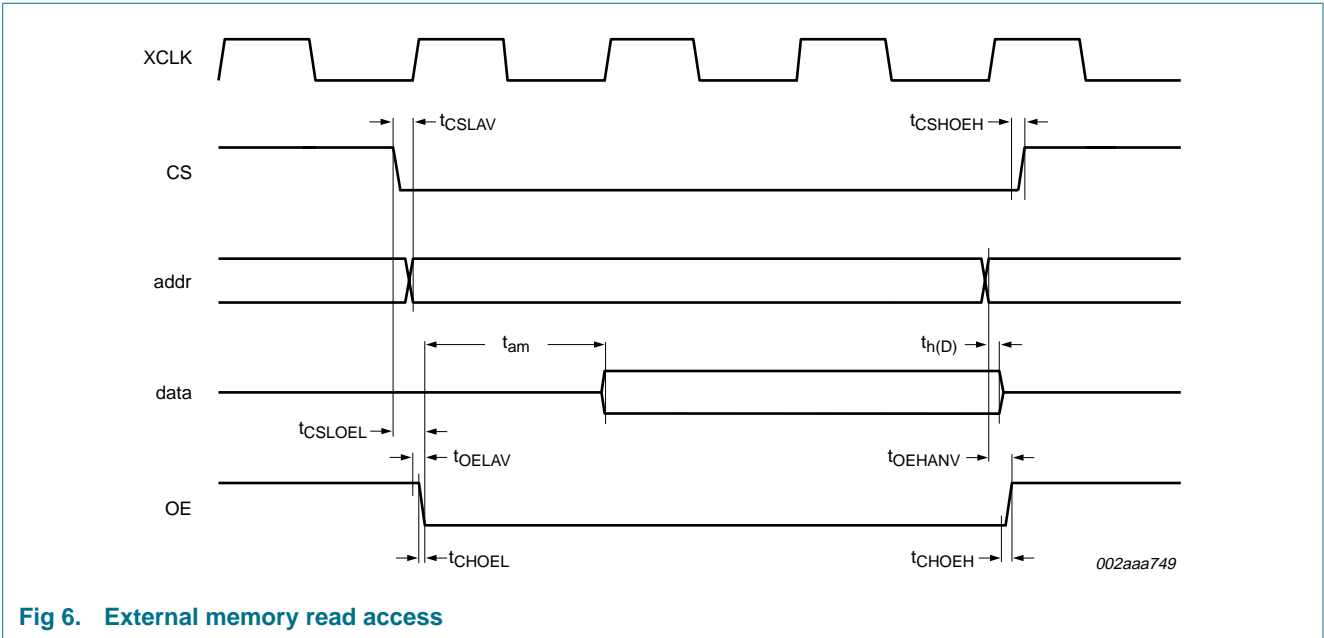 XCLK
tCSLAV
tCSHOEH
CS
addr
tam
th(D)
data
tCSLOEL
tOELAV
tOEHANV
OE
tCHOEL
tCHOEH
002aaa749
Fig 6. External memory read access